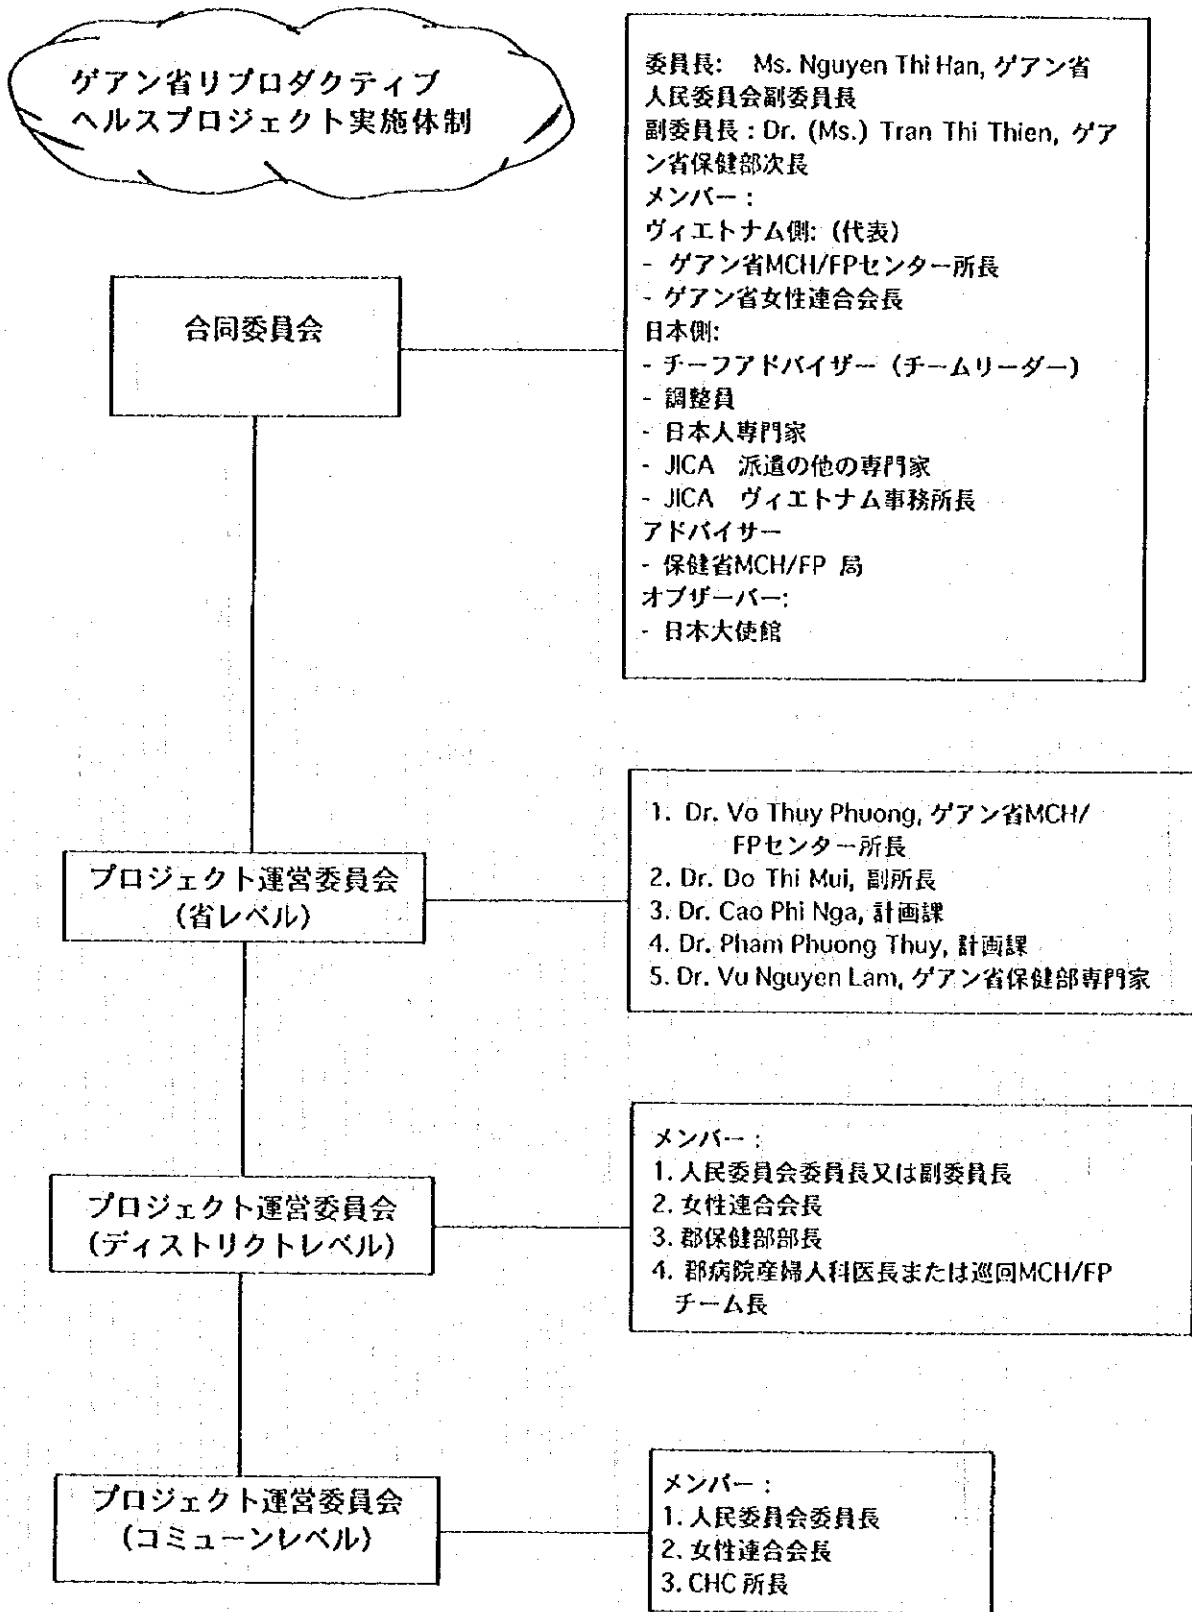 ゲアン省リプロダクティブ
ヘルスプロジェクト実施体制
委員長: Ms. Nguyen Thi Han, ゲアン省
人民委員会副委員長
副委員長 : Dr. (Ms.) Tran Thi Thien, ゲア
ン省保健部次長
メンバー :
ヴィエトナム側: (代表)
- ゲアン省MCH/FPセンター所長
- ゲアン省女性連合会長
日本側:
- チーフアドバイザー (チームリーダー)
- 調整員
- 日本人専門家
- JICA 派遣の他の専門家
- JICA ヴィエトナム事務所長
アドバイサー
- 保健省MCH/FP 局
オブザーバー:
- 日本大使館
合同委員会
プロジェクト運営委員会
(省レベル)
1. Dr. Vo Thuy Phuong, ゲアン省MCH/
FPセンター所長
2. Dr. Do Thi Mui, 副所長
3. Dr. Cao Phi Nga, 計画課
4. Dr. Pham Phuong Thuy, 計画課
5. Dr. Vu Nguyen Lam, ゲアン省保健部専門家
プロジェクト運営委員会
(ディストリクトレベル)
メンバー :
1. 人民委員会委員長又は副委員長
2. 女性連合会長
3. 郡保健部部長
4. 郡病院産婦人科医長または巡回MCH/FP
チーム長
プロジェクト運営委員会
(コミューンレベル)
メンバー :
1. 人民委員会委員長
2. 女性連合会長
3. CHC 所長